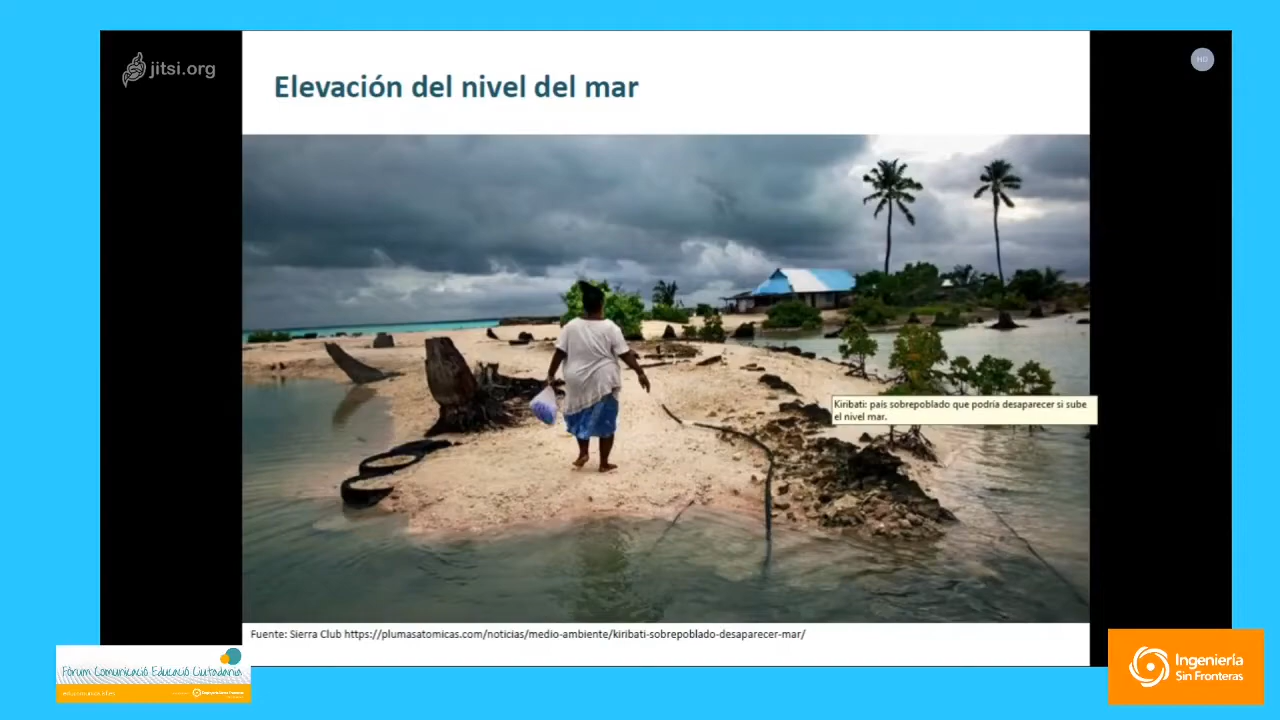 jitsi.org
Elevación del nivel del mar
Kiribati: país sobrepoblado que podría desaparecer si sube
el nivel mar.
Fuente: Sierra Club https://plumasatomicas.com/noticias/medio-ambiente/kiribati-sobrepoblado-desaparecer-mar/
Fòrum Comunicació Educació Ciutadania
Ingeniería
Sin Fronteras